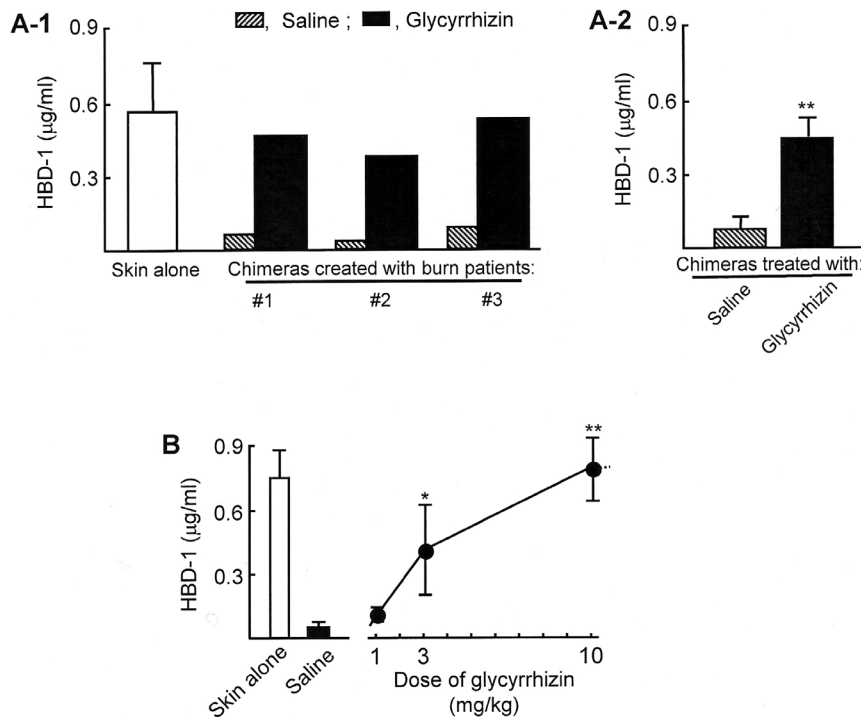 A-1
, Saline ; , Glycyrrhizin
HBD-1 (μg/ml)
0.9
0.6
0.3
Skin alone
Chimeras created with burn patients:
#1 #2 #3
A-2
HBD-1 (μg/ml)
0.9
0.6
0.3
**
Chimeras treated with:
Saline
Glycyrrhizin
B
HBD-1 (μg/ml)
0.9
0.6
0.3
*
**
Skin alone
Saline
1 3 10
Dose of glycyrrhizin
(mg/kg)